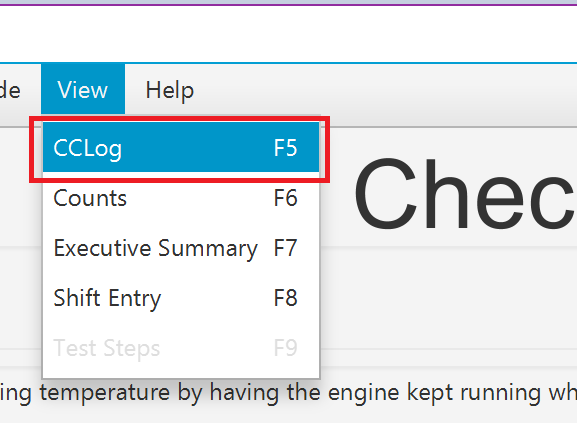 de View Help
CCLog F5
Chec
Counts F6
Executive Summary F7
Shift Entry F8
Test Steps F9
ing temperature by having the engine kept running wh